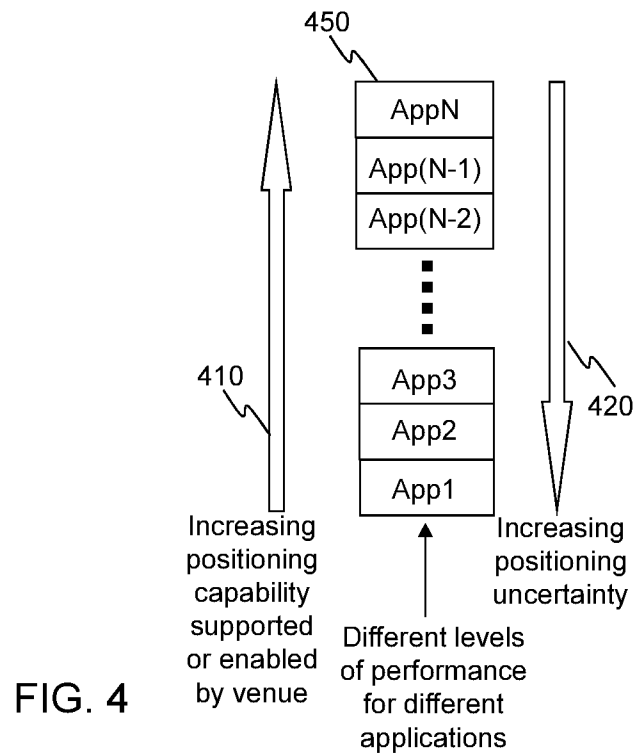 450
AppN
App(N-1)
App(N-2)
410
App3
420
App2
App1
Increasing
positioning
capability
supported
or enabled
by venue
Increasing
positioning
uncertainty
Different levels
of performance
for different
applications
FIG. 4